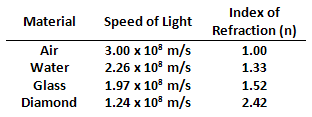 Material Speed of Light Index of Refraction (n)
Air 3.00 x 10⁸ m/s 1.00
Water 2.26 x 10⁸ m/s 1.33
Glass 1.97 x 10⁸ m/s 1.52
Diamond 1.24 x 10⁸ m/s 2.42